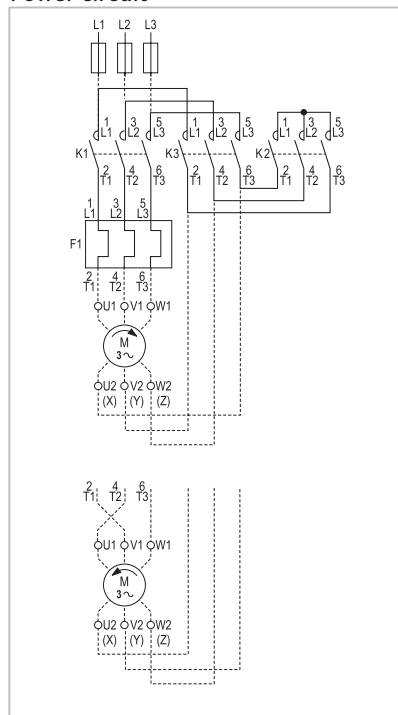 L1 L2 L3
1 3 5 1 3 5 1 3 5
L1 L2 L3 L1 L2 L3 L1 L2 L3
K1 K3 K2
2 4 6 2 4 6 2 4 6
T1 T2 T3 T1 T2 T3 T1 T2 T3
1 3 5
L1 L2 L3
F1
2 4 6
T1 T2 T3
U1 V1 W1
M
3~
U2 V2 W2
(X) (Y) (Z)
2 4 6
T1 T2 T3
U1 V1 W1
M
3~
U2 V2 W2
(X) (Y) (Z)